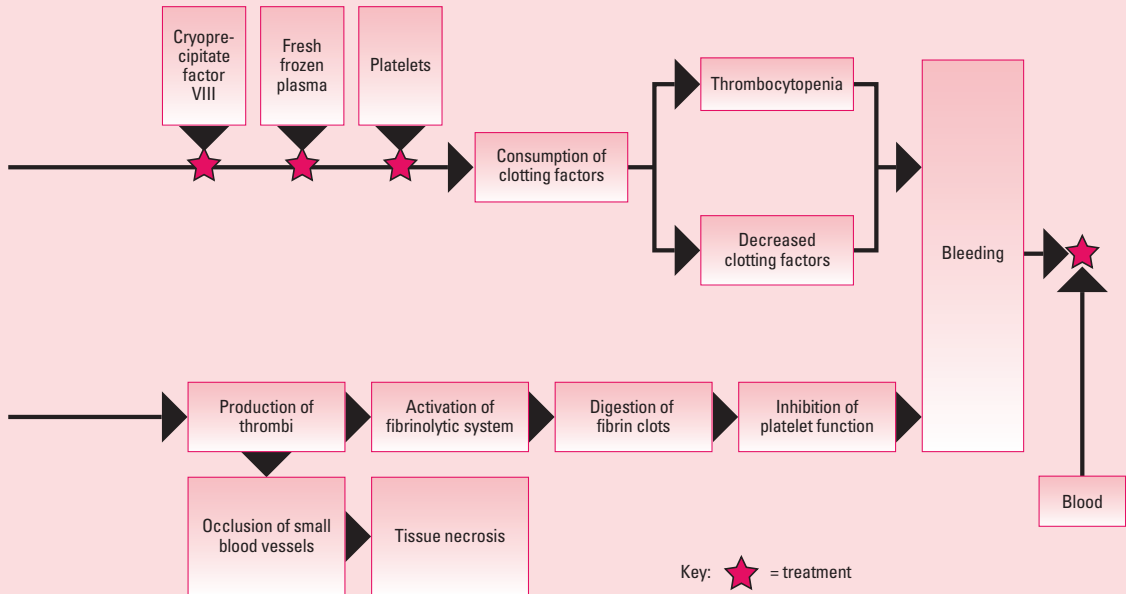 Cryopre-
cipitate
factor
VIII
Fresh
frozen
plasma
Platelets
Consumption of
clotting factors
Thrombocytopenia
Decreased
clotting factors
Bleeding
Production of
thrombi
Activation of
fibrinolytic system
Digestion of
fibrin clots
Inhibition of
platelet function
Occlusion of small
blood vessels
Tissue necrosis
Blood
Key: = treatment